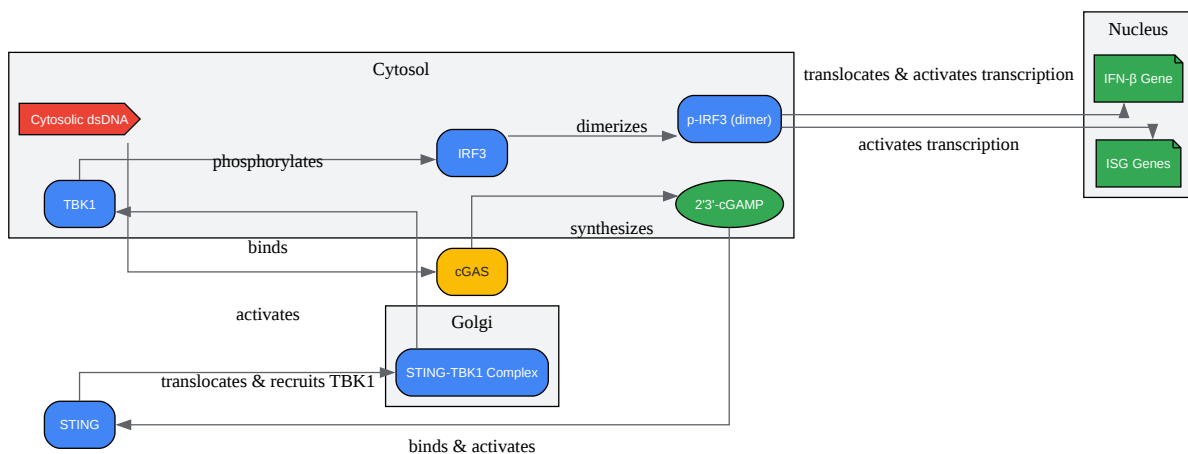 Nucleus
Cytosol
translocates & activates transcription
IFN-β Gene
Cytosolic dsDNA
p-IRF3 (dimer)
dimerizes
activates transcription
IRF3
phosphorylates
ISG Genes
TBK1
2'3'-cGAMP
synthesizes
binds
cGAS
activates
Golgi
STING-TBK1 Complex
translocates & recruits TBK1
STING
binds & activates